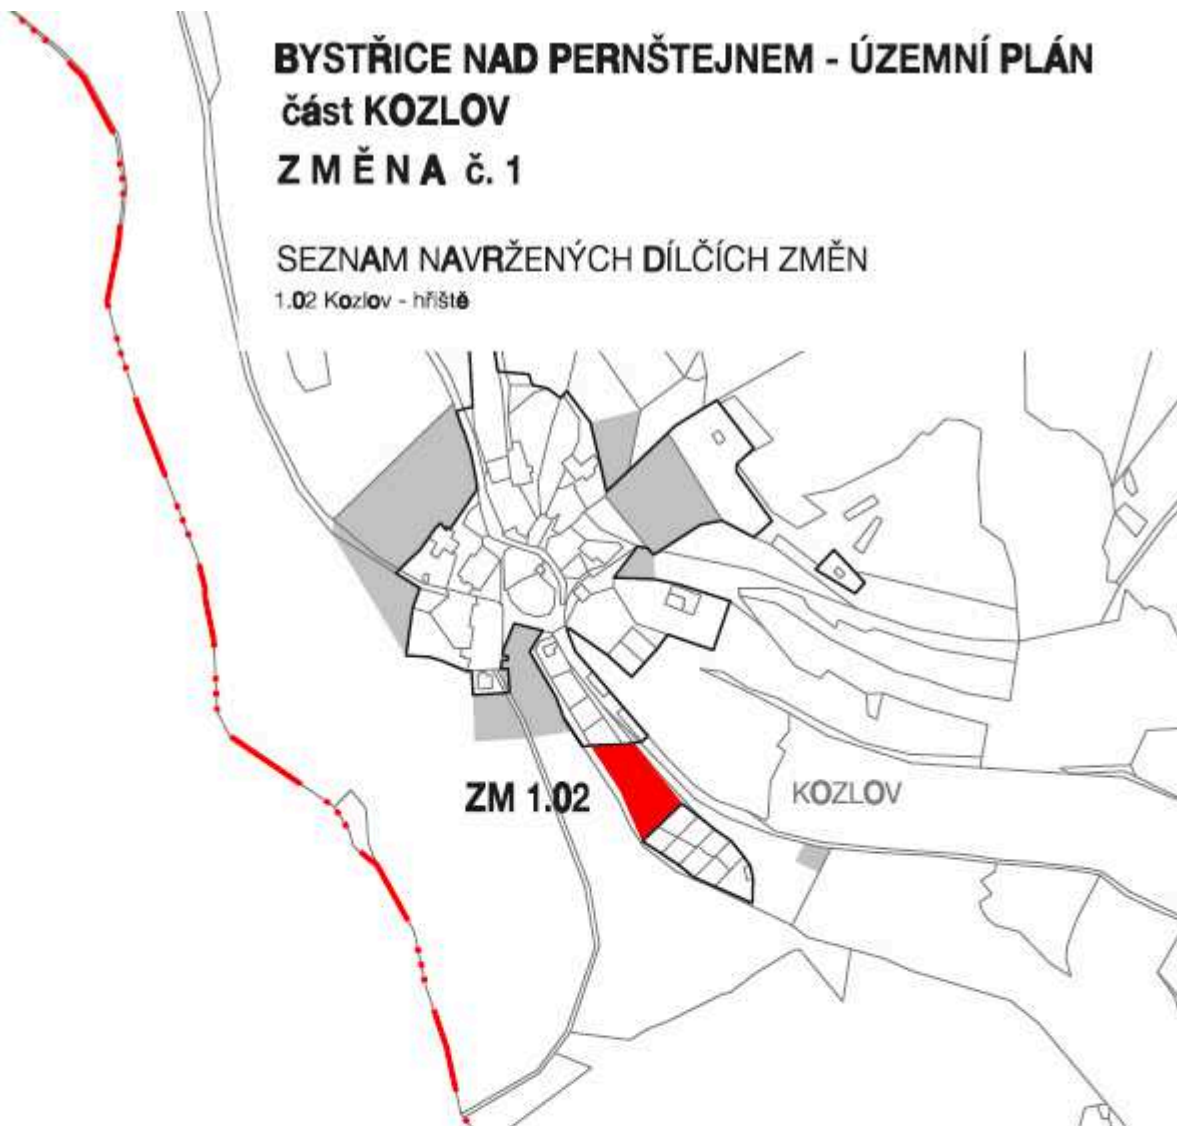 BYSTŘICE NAD PERNŠTEJNEM - ÚZEMNÍ PLÁN
část KOZLOV
Z M Ě N A č. 1
SEZNAM NAVRŽENÝCH DÍLČÍCH ZMĚN
1.02 Kozlov - hřiště
ZM 1.02
KOZLOV